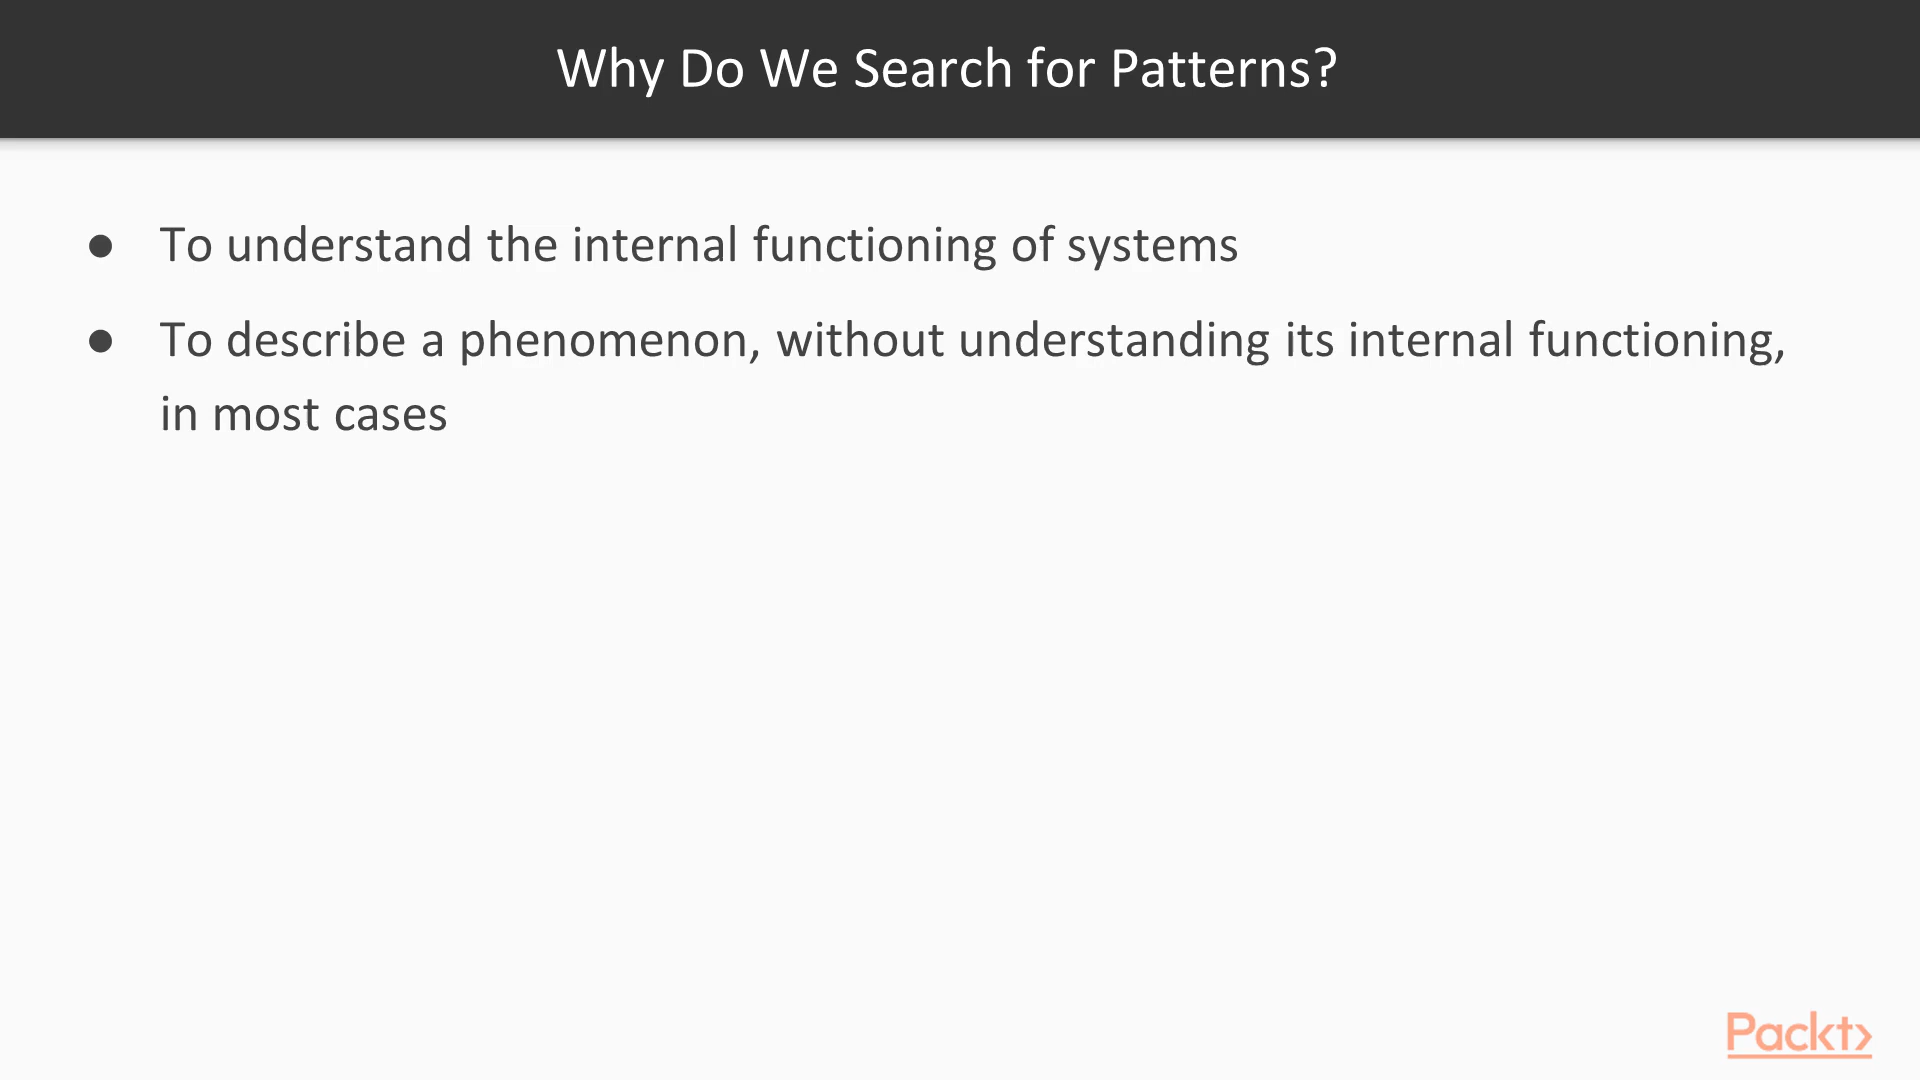 Why Do We Search for Patterns?
● To understand the internal functioning of systems
● To describe a phenomenon, without understanding its internal functioning,
in most cases
Packt>